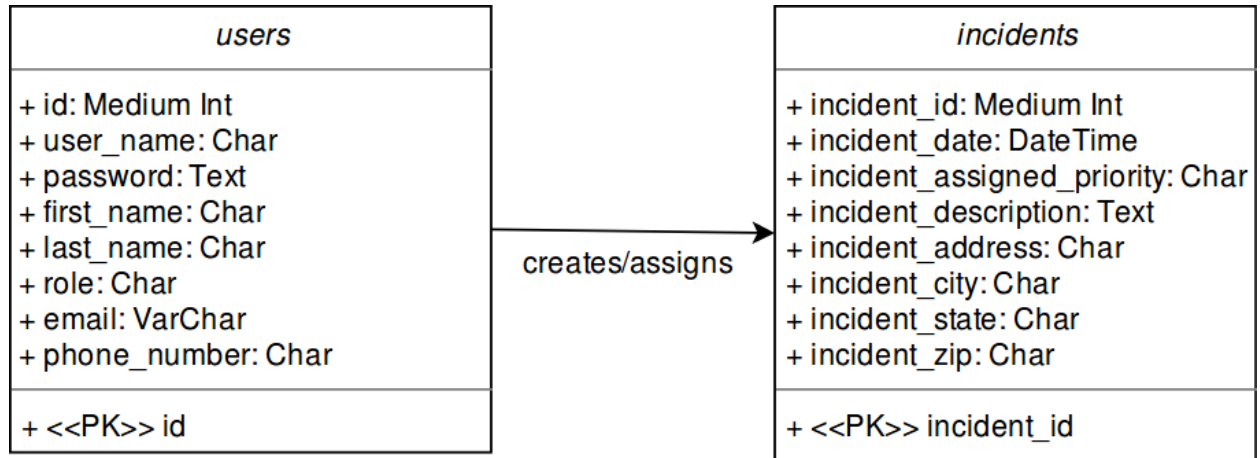 users
+ id: Medium Int
+ user_name: Char
+ password: Text
+ first_name: Char
+ last_name: Char
+ role: Char
+ email: VarChar
+ phone_number: Char
+ <<PK>> id
creates/assigns
incidents
+ incident_id: Medium Int
+ incident_date: DateTime
+ incident_assigned_priority: Char
+ incident_description: Text
+ incident_address: Char
+ incident_city: Char
+ incident_state: Char
+ incident_zip: Char
+ <<PK>> incident_id